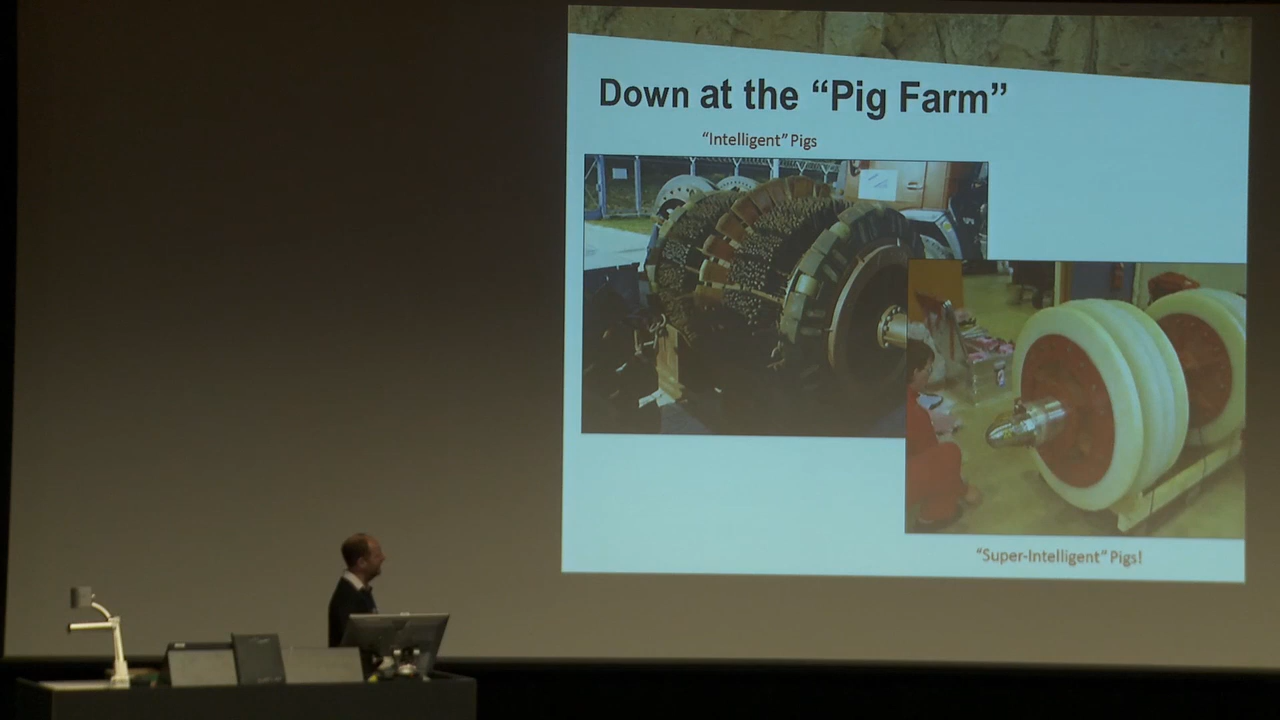 Down at the “Pig Farm”
“Intelligent” Pigs
“Super-Intelligent” Pigs!